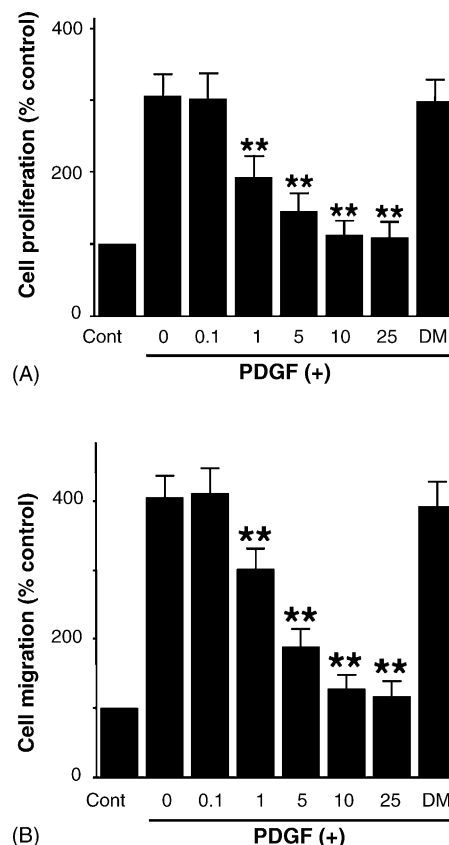 400
200
0
Cell proliferation (% control)
**
**
**
**
Cont 0 0.1 1 5 10 25 DM
PDGF (+)
(A)
400
200
0
Cell migration (% control)
**
**
**
**
Cont 0 0.1 1 5 10 25 DM
PDGF (+)
(B)